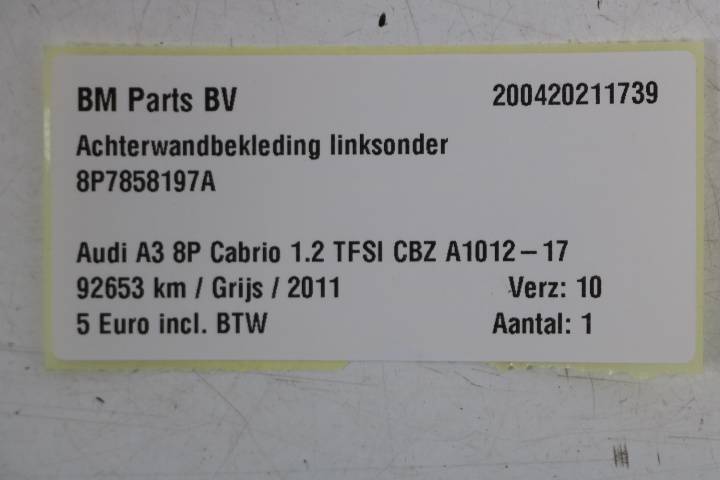 BM Parts BV 200420211739
Achterwandbekleding linksonder
8P7858197A
Audi A3 8P Cabrio 1.2 TFSI CBZ A1012-17
92653 km / Grijs / 2011 Verz: 10
5 Euro incl. BTW Aantal: 1